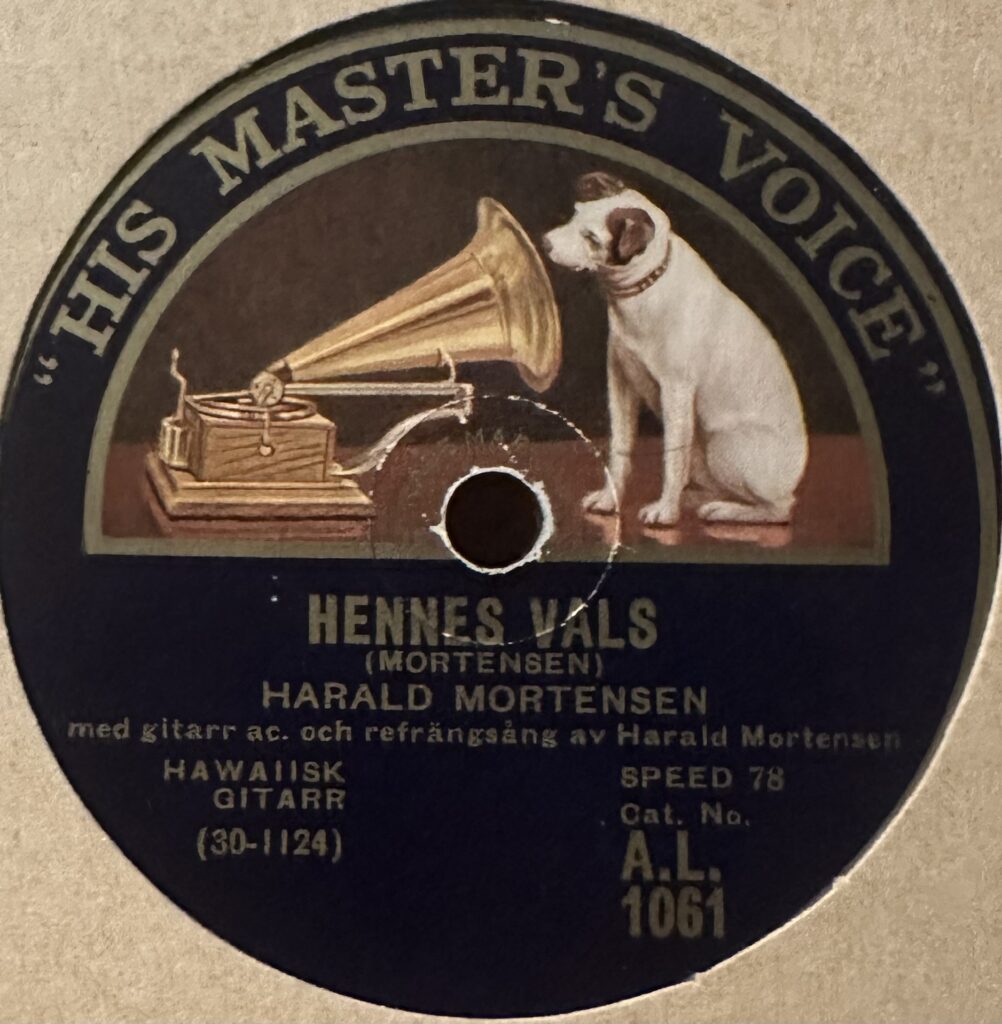 “HIS MASTER'S VOICE”
HENNES VALS
(MORTENSEN)
HARALD MORTENSEN
med gitarr ac. och refrängsång av Harald Mortensen
HAWAIISK
GITARR
(30-1124)
SPEED 78
Cat. No.
A.L.
1061